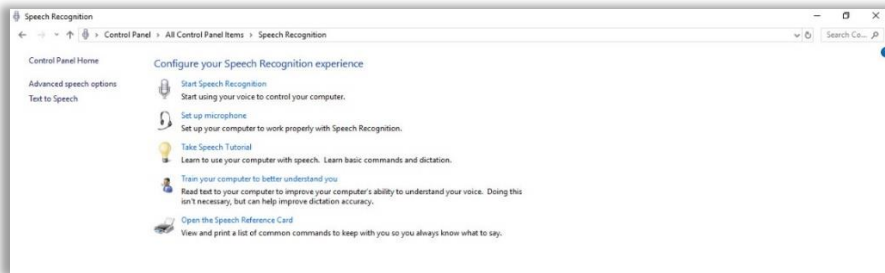 Speech Recognition
Control Panel > All Control Panel Items > Speech Recognition
Search Co...
Control Panel Home
Advanced speech options
Text to Speech
Configure your Speech Recognition experience
Start Speech Recognition
Start using your voice to control your computer.
Set up microphone
Set up your computer to work properly with Speech Recognition.
Take Speech Tutorial
Learn to use your computer with speech. Learn basic commands and dictation.
Train your computer to better understand you
Read text to your computer to improve your computer's ability to understand your voice. Doing this
isn't necessary, but can help improve dictation accuracy.
Open the Speech Reference Card
View and print a list of common commands to keep with you so you always know what to say.